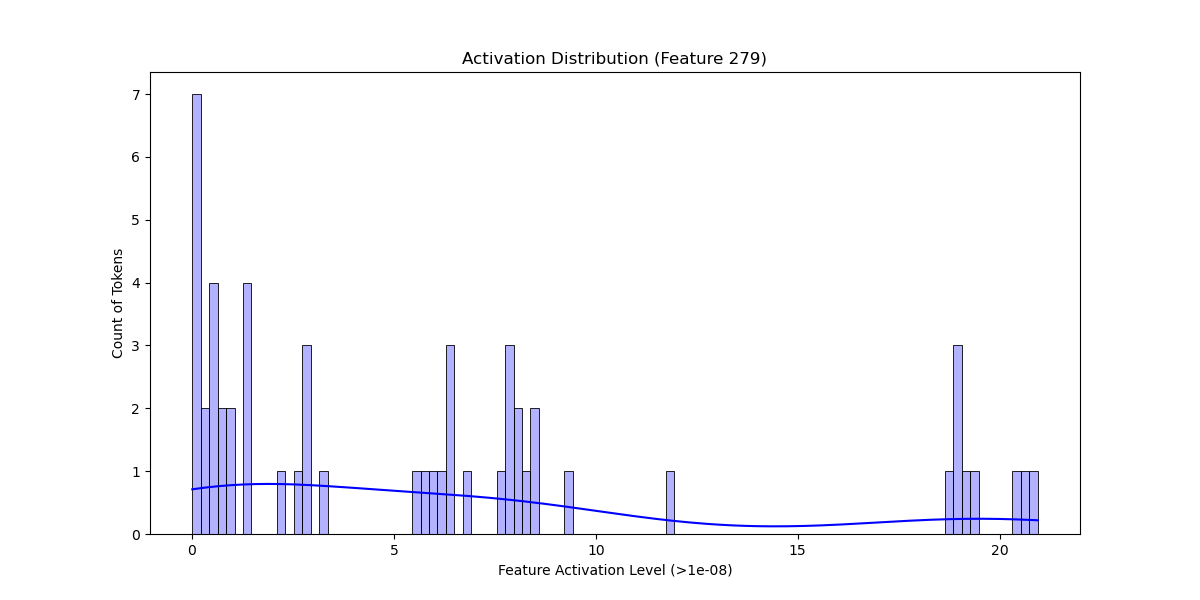 Activation Distribution (Feature 279)
7
6
5
4
3
2
1
0
Count of Tokens
0 5 10 15 20
Feature Activation Level (>1e-08)